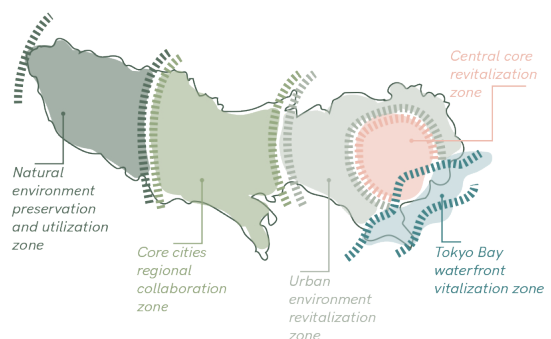 Central core
revitalization
zone
Natural
environment
preservation
and utilization
zone
Core cities
regional
collaboration
zone
Urban
environment
revitalization
zone
Tokyo Bay
waterfront
vitalization zone